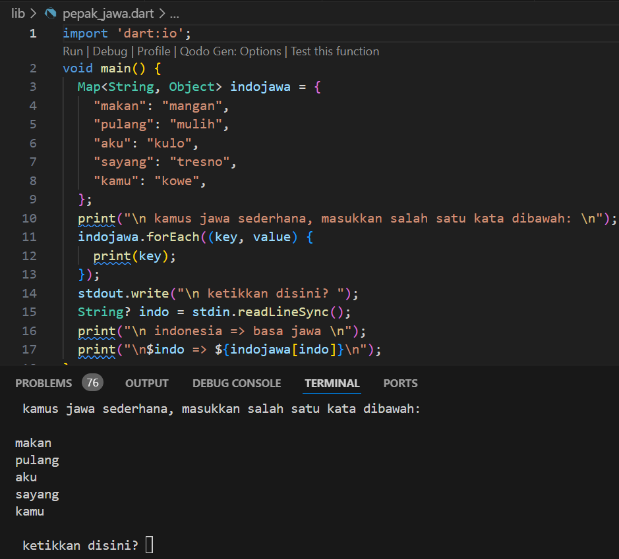 lib > pepak_jawa.dart > ...
1 import 'dart:io';
Run | Debug | Profile | Qodo Gen: Options | Test this function
2 void main() {
3 Map<String, Object> indojawa = {
4 "makan": "mangan",
5 "pulang": "mulih",
6 "aku": "kulo",
7 "sayang": "tresno",
8 "kamu": "kowe",
9 };
10 print("\n kamus jawa sederhana, masukkan salah satu kata dibawah: \n");
11 indojawa.forEach((key, value) {
12 print(key);
13 });
14 stdout.write("\n ketikkan disini? ");
15 String? indo = stdin.readLineSync();
16 print("\n indonesia => basa jawa \n");
17 print("\n$indo => ${indojawa[indo]}\n");
PROBLEMS 76 OUTPUT DEBUG CONSOLE TERMINAL PORTS
kamus jawa sederhana, masukkan salah satu kata dibawah:
makan
pulang
aku
sayang
kamu
ketikkan disini?